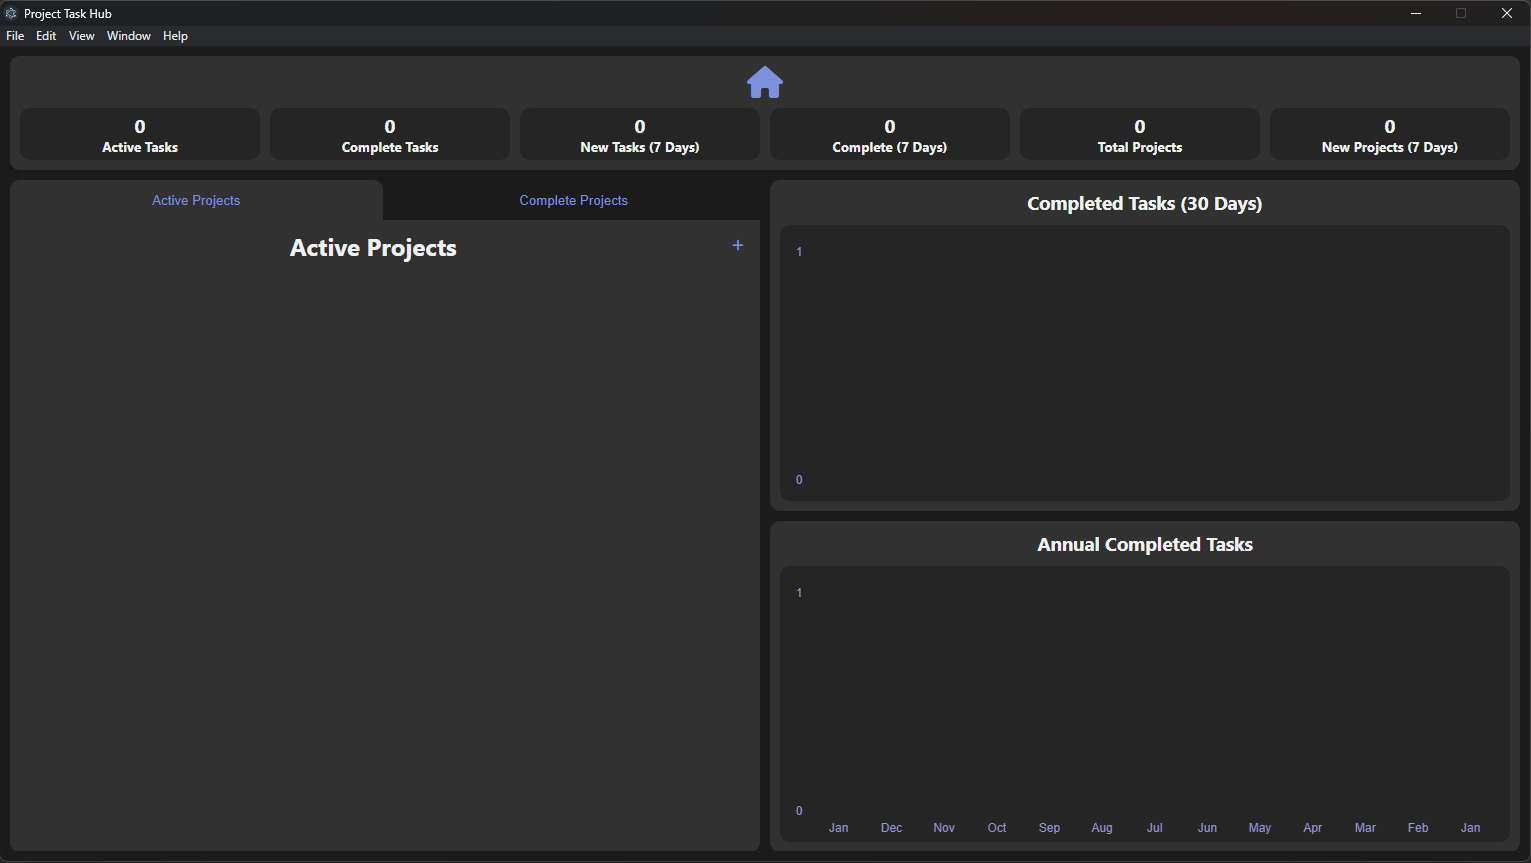 Project Task Hub
File Edit View Window Help
0 0 0 0 0 0
Active Tasks Complete Tasks New Tasks (7 Days) Complete (7 Days) Total Projects New Projects (7 Days)
Active Projects Complete Projects
Active Projects +
Completed Tasks (30 Days)
1
0
Annual Completed Tasks
1
0
Jan Dec Nov Oct Sep Aug Jul Jun May Apr Mar Feb Jan